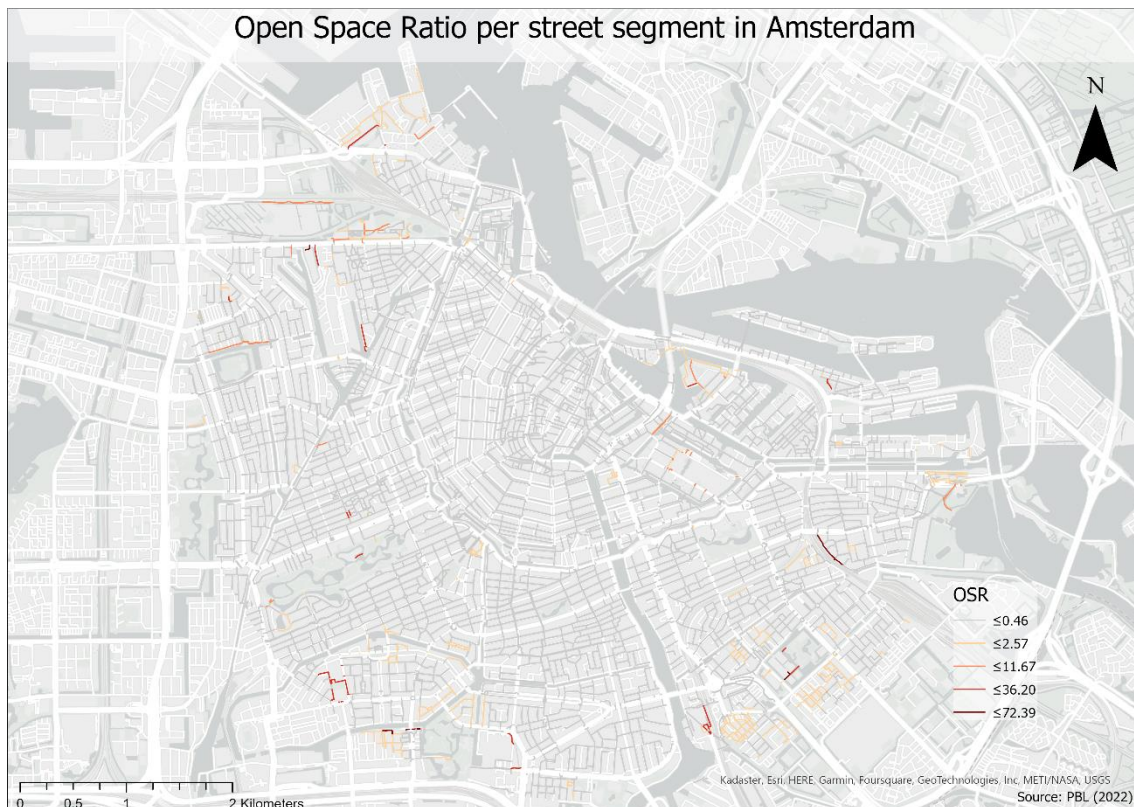 Open Space Ratio per street segment in Amsterdam
N
OSR
≤0.46
≤2.57
≤11.67
≤36.20
≤72.39
Kadaster, Esri, HERE, Garmin, Foursquare, GeoTechnologies, Inc, METI/NASA, USGS
Source: PBL (2022)
0 0.5 1 2 Kilometers